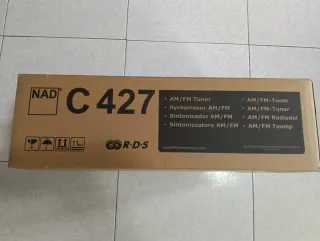 NAD
C 427
· AM/FM Tuner
· Syntoniseur AM/FM
· Sintonizador AM/FM
· Sintonizzatore AM/FM
· AM/FM-Tuner
· AM/FM-Tuner
· AM/FM Radiodel
· AM/FM Тюнер
R·D·S